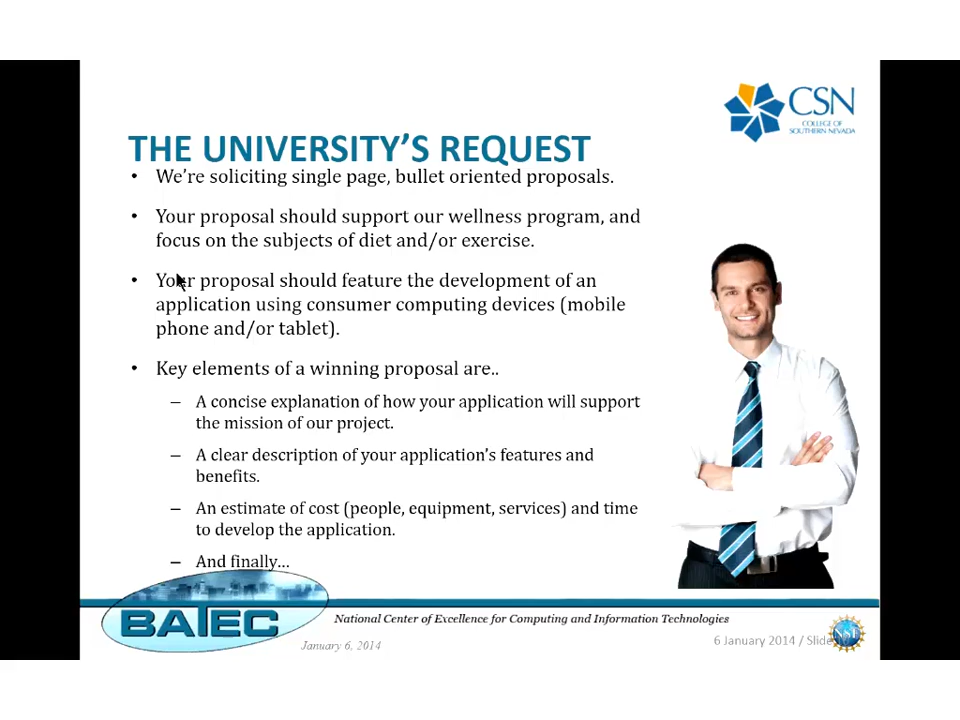 CSN
COLLEGE OF
SOUTHERN NEVADA
THE UNIVERSITY'S REQUEST
• We're soliciting single page, bullet oriented proposals.
• Your proposal should support our wellness program, and
focus on the subjects of diet and/or exercise.
• Your proposal should feature the development of an
application using consumer computing devices (mobile
phone and/or tablet).
• Key elements of a winning proposal are..
– A concise explanation of how your application will support
the mission of our project.
– A clear description of your application's features and
benefits.
– An estimate of cost (people, equipment, services) and time
to develop the application.
– And finally...
BATEC
National Center of Excellence for Computing and Information Technologies
January 6, 2014
6 January 2014 / Slide
NSF